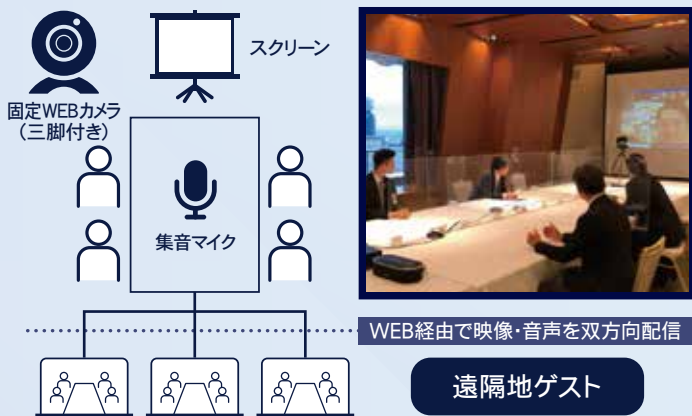 スクリーン
固定WEBカメラ
（三脚付き）
集音マイク
WEB経由で映像・音声を双方向配信
遠隔地ゲスト